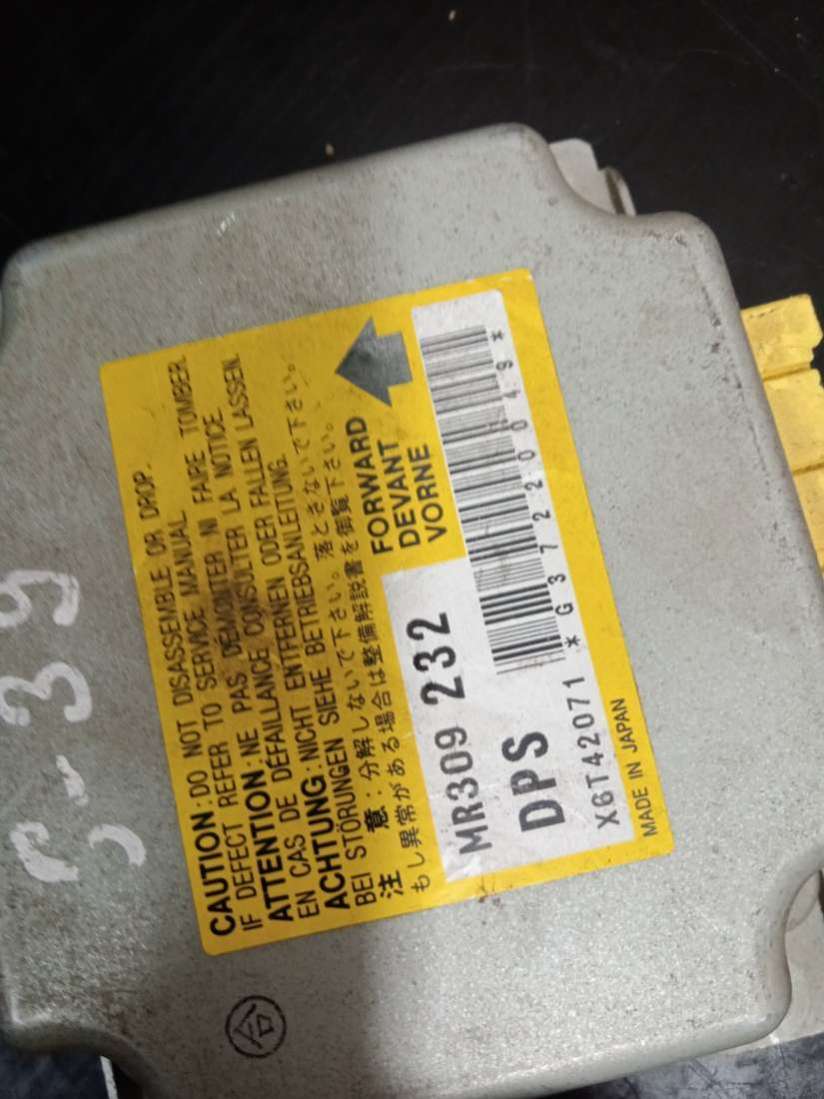 CAUTION:DO NOT DISASSEMBLE OR DROP.
IF DEFECT REFER TO SERVICE MANUAL
ATTENTION:NE PAS DEMONTER NI FAIRE TOMBER.
EN CAS DE DÉFAILLANCE CONSULTER LA NOTICE.
ACHTUNG:NICHT ENTFERNEN ODER FALLEN LASSEN.
BEI STÖRUNGEN SIEHE BETRIEBSANLEITUNG.
注 意:分解しないで下さい。落とさないで下さい。
もし異常がある場合は整備解説書を御覧下さい。
FORWARD
DEVANT
VORNE
MR309 232
DPS
*G37220049*
X6T42071
MADE IN JAPAN
合